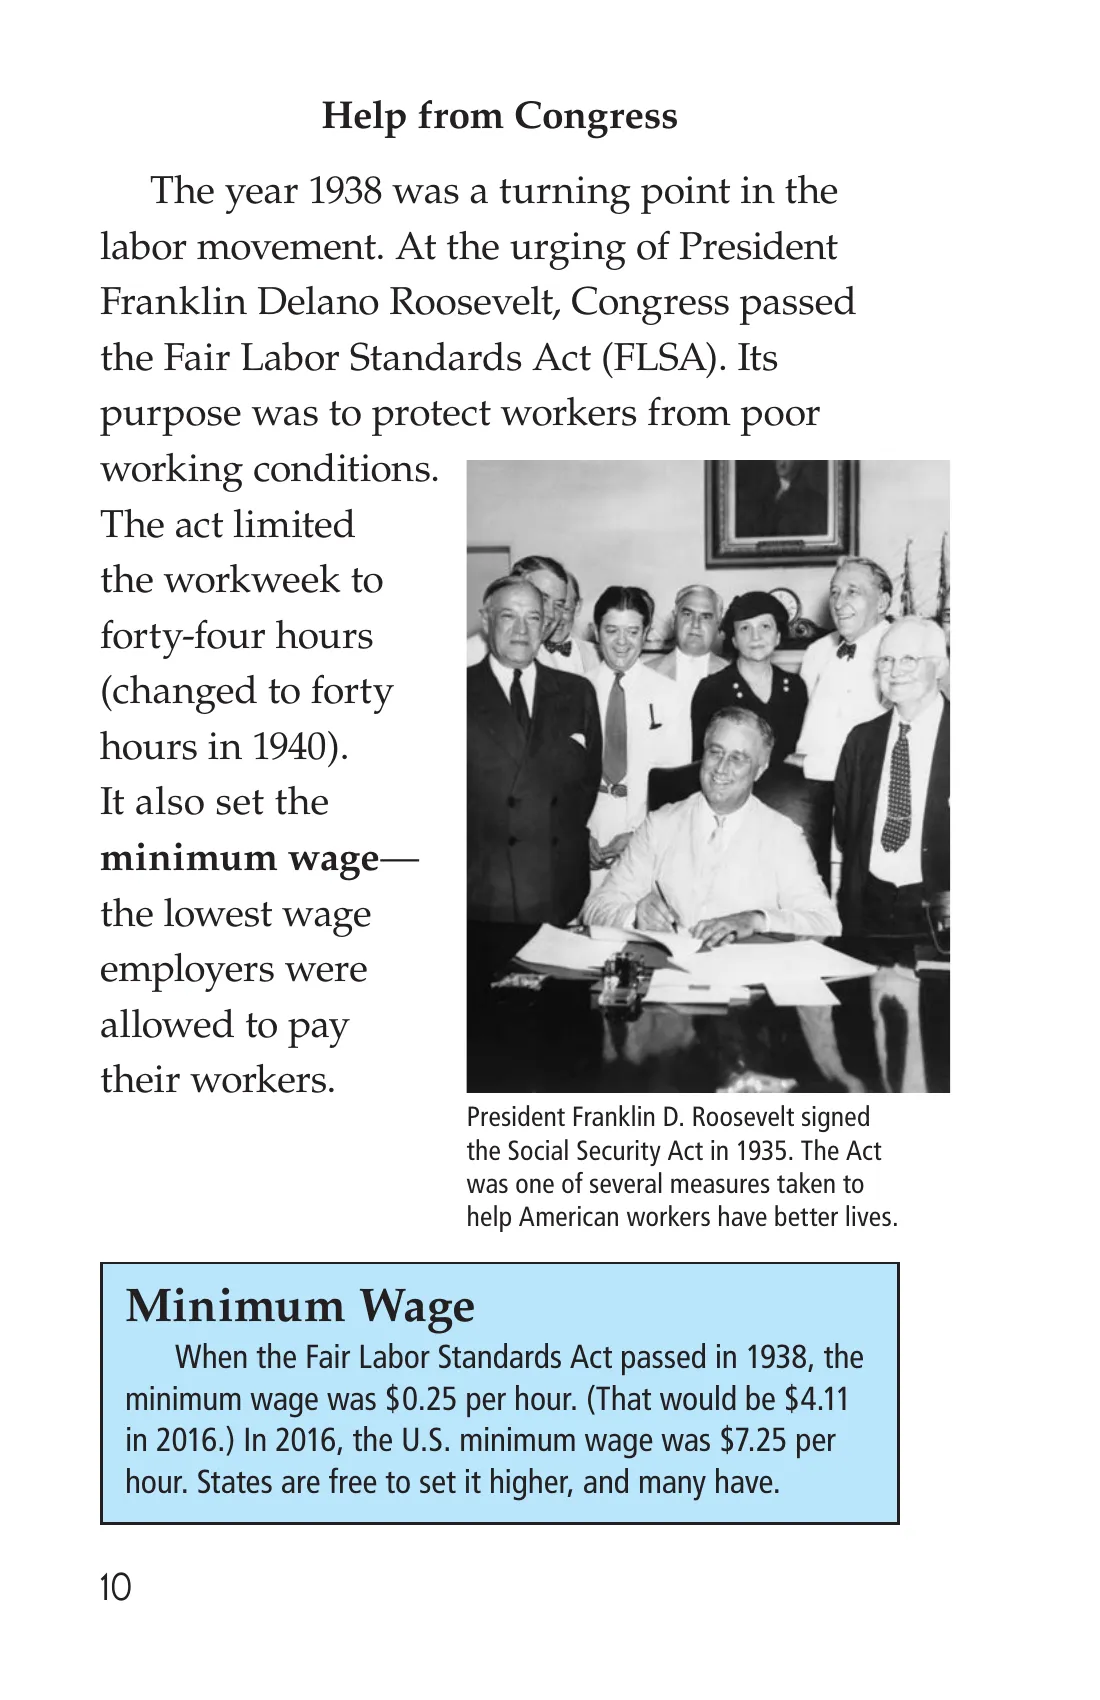 Help from Congress
The year 1938 was a turning point in the
labor movement. At the urging of President
Franklin Delano Roosevelt, Congress passed
the Fair Labor Standards Act (FLSA). Its
purpose was to protect workers from poor
working conditions.
The act limited
the workweek to
forty-four hours
(changed to forty
hours in 1940).
It also set the
minimum wage—
the lowest wage
employers were
allowed to pay
their workers.
President Franklin D. Roosevelt signed
the Social Security Act in 1935. The Act
was one of several measures taken to
help American workers have better lives.
Minimum Wage
When the Fair Labor Standards Act passed in 1938, the
minimum wage was $0.25 per hour. (That would be $4.11
in 2016.) In 2016, the U.S. minimum wage was $7.25 per
hour. States are free to set it higher, and many have.
10